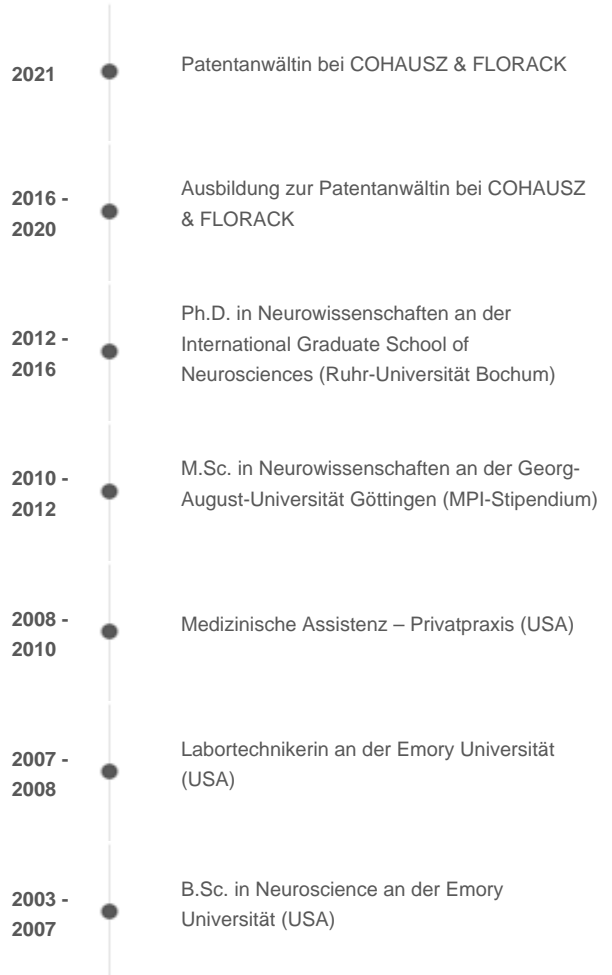 2021
Patentanwältin bei COHAUSZ & FLORACK
2016 -
2020
Ausbildung zur Patentanwältin bei COHAUSZ
& FLORACK
2012 -
2016
Ph.D. in Neurowissenschaften an der
International Graduate School of
Neurosciences (Ruhr-Universität Bochum)
2010 -
2012
M.Sc. in Neurowissenschaften an der Georg-
August-Universität Göttingen (MPI-Stipendium)
2008 -
2010
Medizinische Assistenz – Privatpraxis (USA)
2007 -
2008
Labortechnikerin an der Emory Universität
(USA)
2003 -
2007
B.Sc. in Neuroscience an der Emory
Universität (USA)